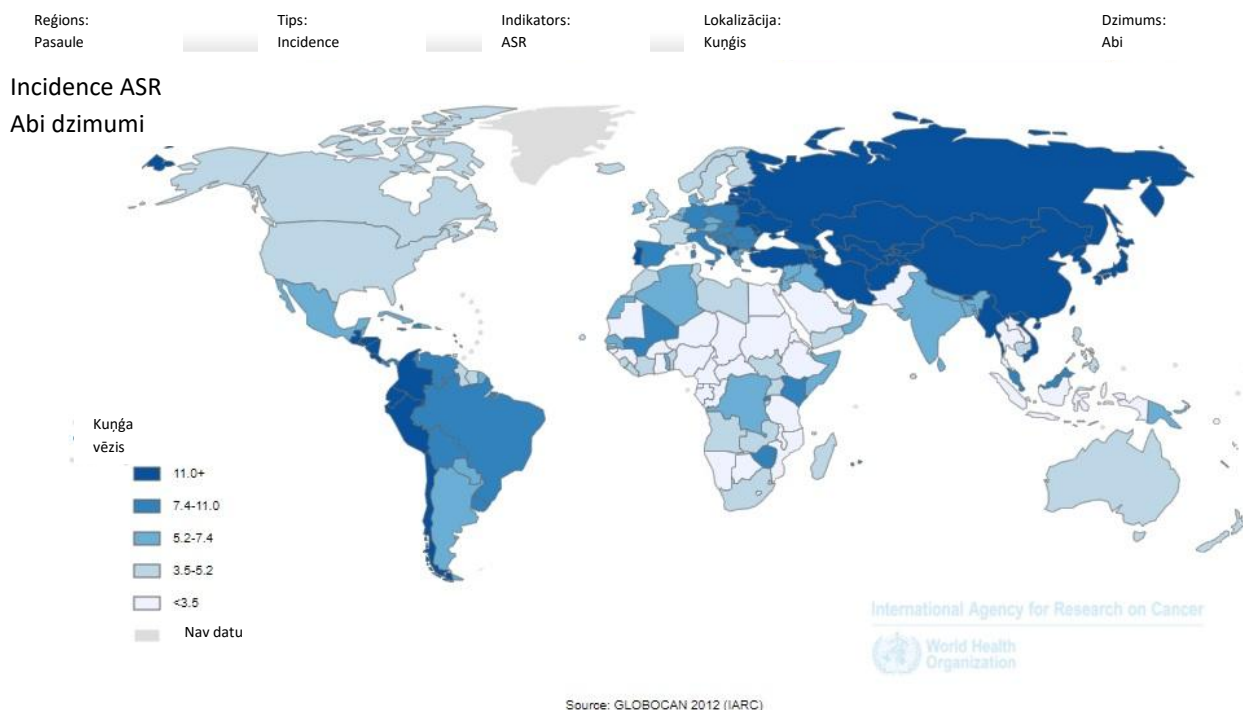 Reģions:
Tips:
Indikators:
Lokalizācija:
Dzimums:
Pasaule
Incidence
ASR
Kuņģis
Abi
Incidence ASR
Abi dzimumi
Kuņģa
vēzis
11.0+
7.4-11.0
5.2-7.4
3.5-5.2
<3.5
Nav datu
International Agency for Research on Cancer
World Health
Organization
Source: GLOBOCAN 2012 (IARC)